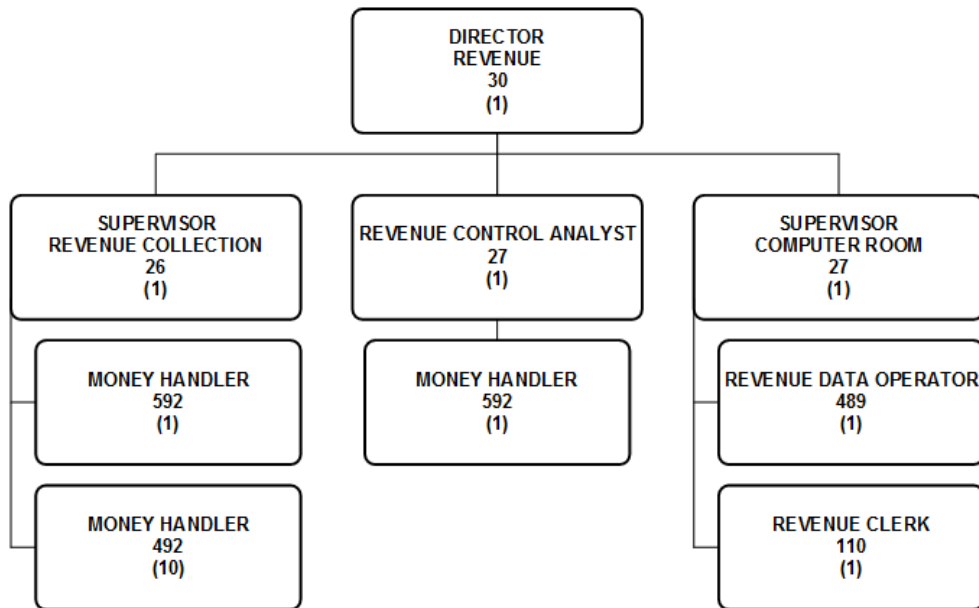 DIRECTOR
REVENUE
30
(1)
SUPERVISOR
REVENUE COLLECTION
26
(1)
REVENUE CONTROL ANALYST
27
(1)
SUPERVISOR
COMPUTER ROOM
27
(1)
MONEY HANDLER
592
(1)
MONEY HANDLER
592
(1)
REVENUE DATA OPERATOR
489
(1)
MONEY HANDLER
492
(10)
REVENUE CLERK
110
(1)